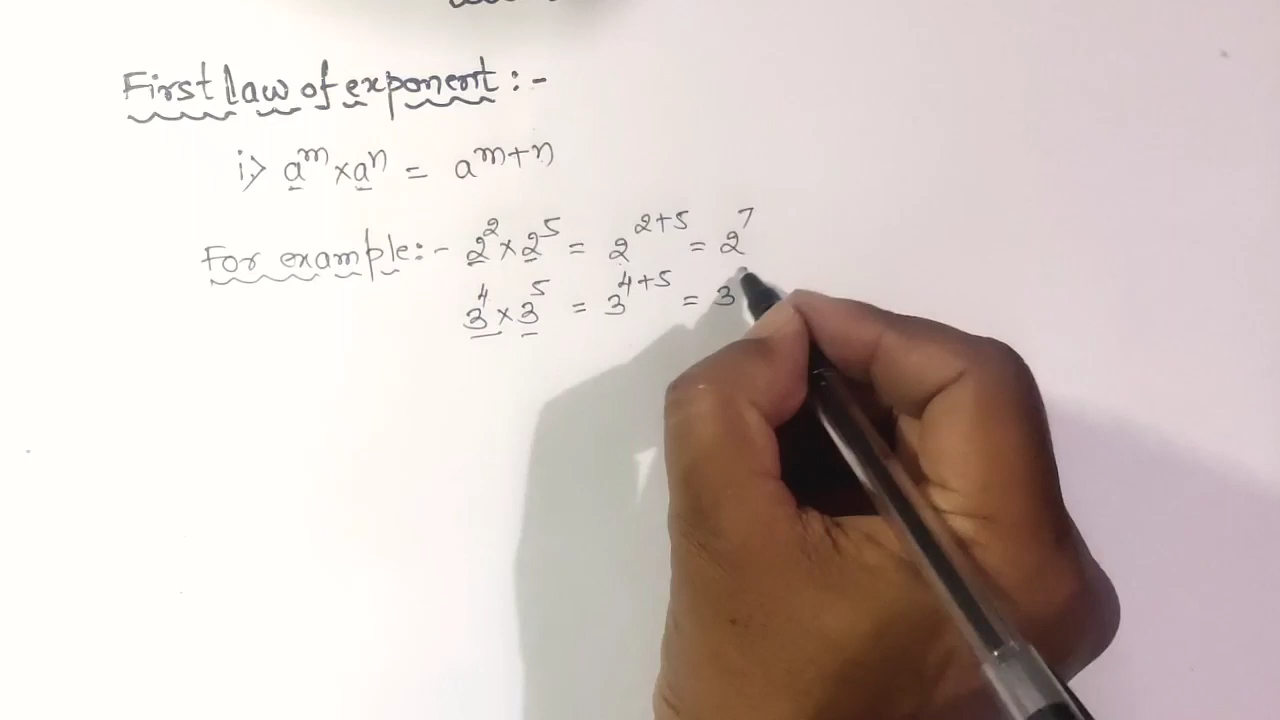 First law of exponent :-
i) a^m × a^n = a^m+n
For example :- 2^2 × 2^5 = 2^2+5 = 2^7
3^4 × 3^5 = 3^4+5 = 3